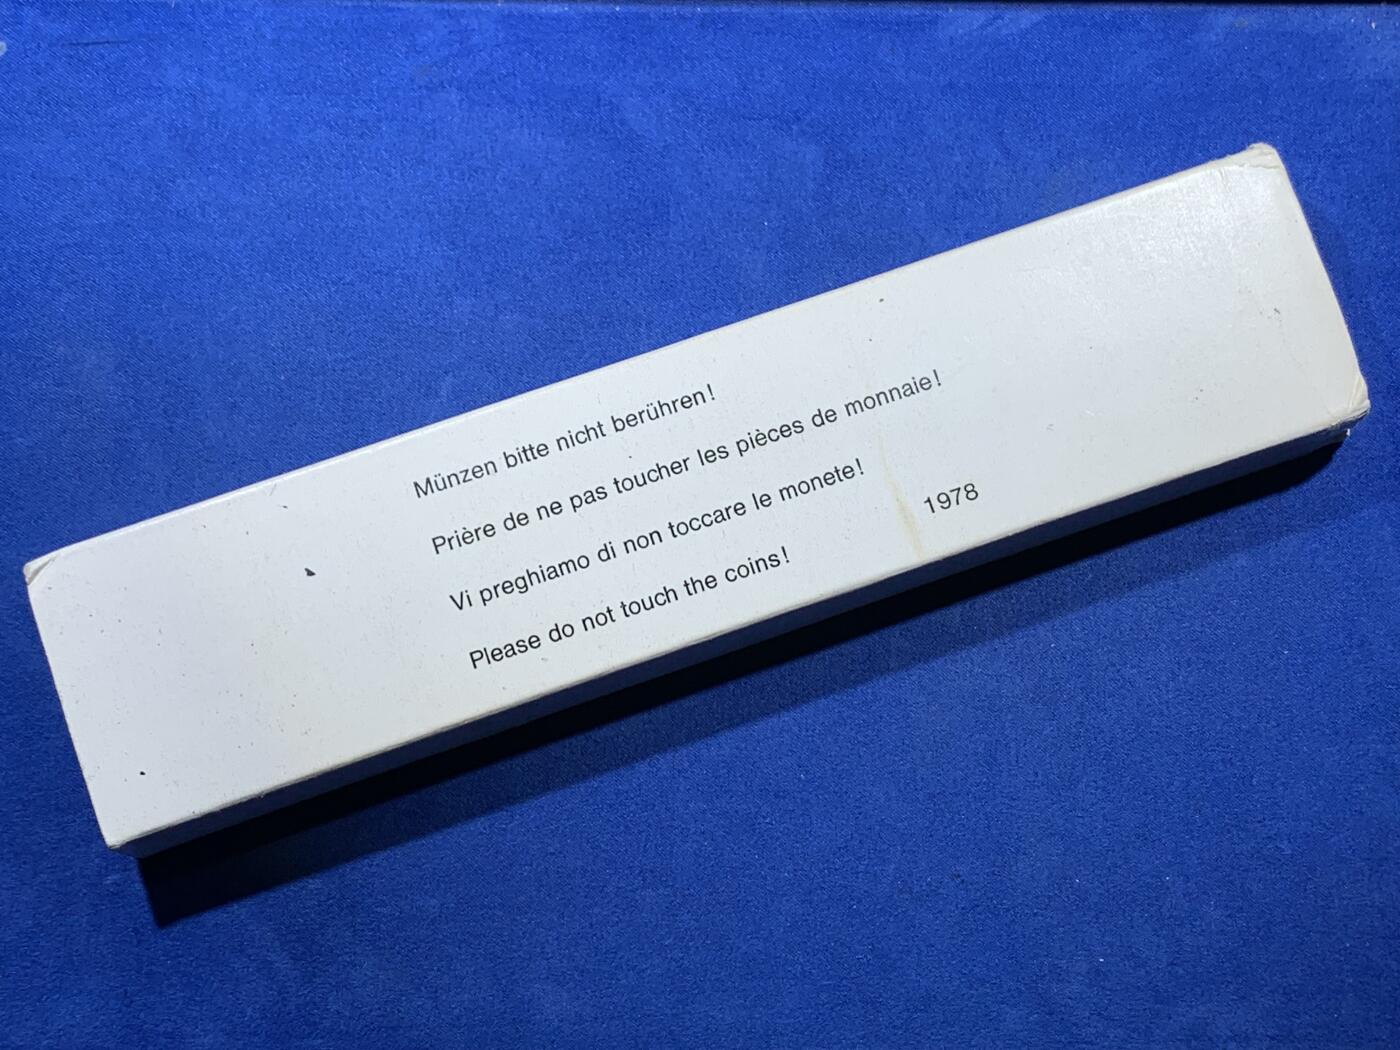 Münzen bitte nicht berühren!
Prière de ne pas toucher les pièces de monnaie!
Vi preghiamo di non toccare le monete!
Please do not touch the coins!
1978